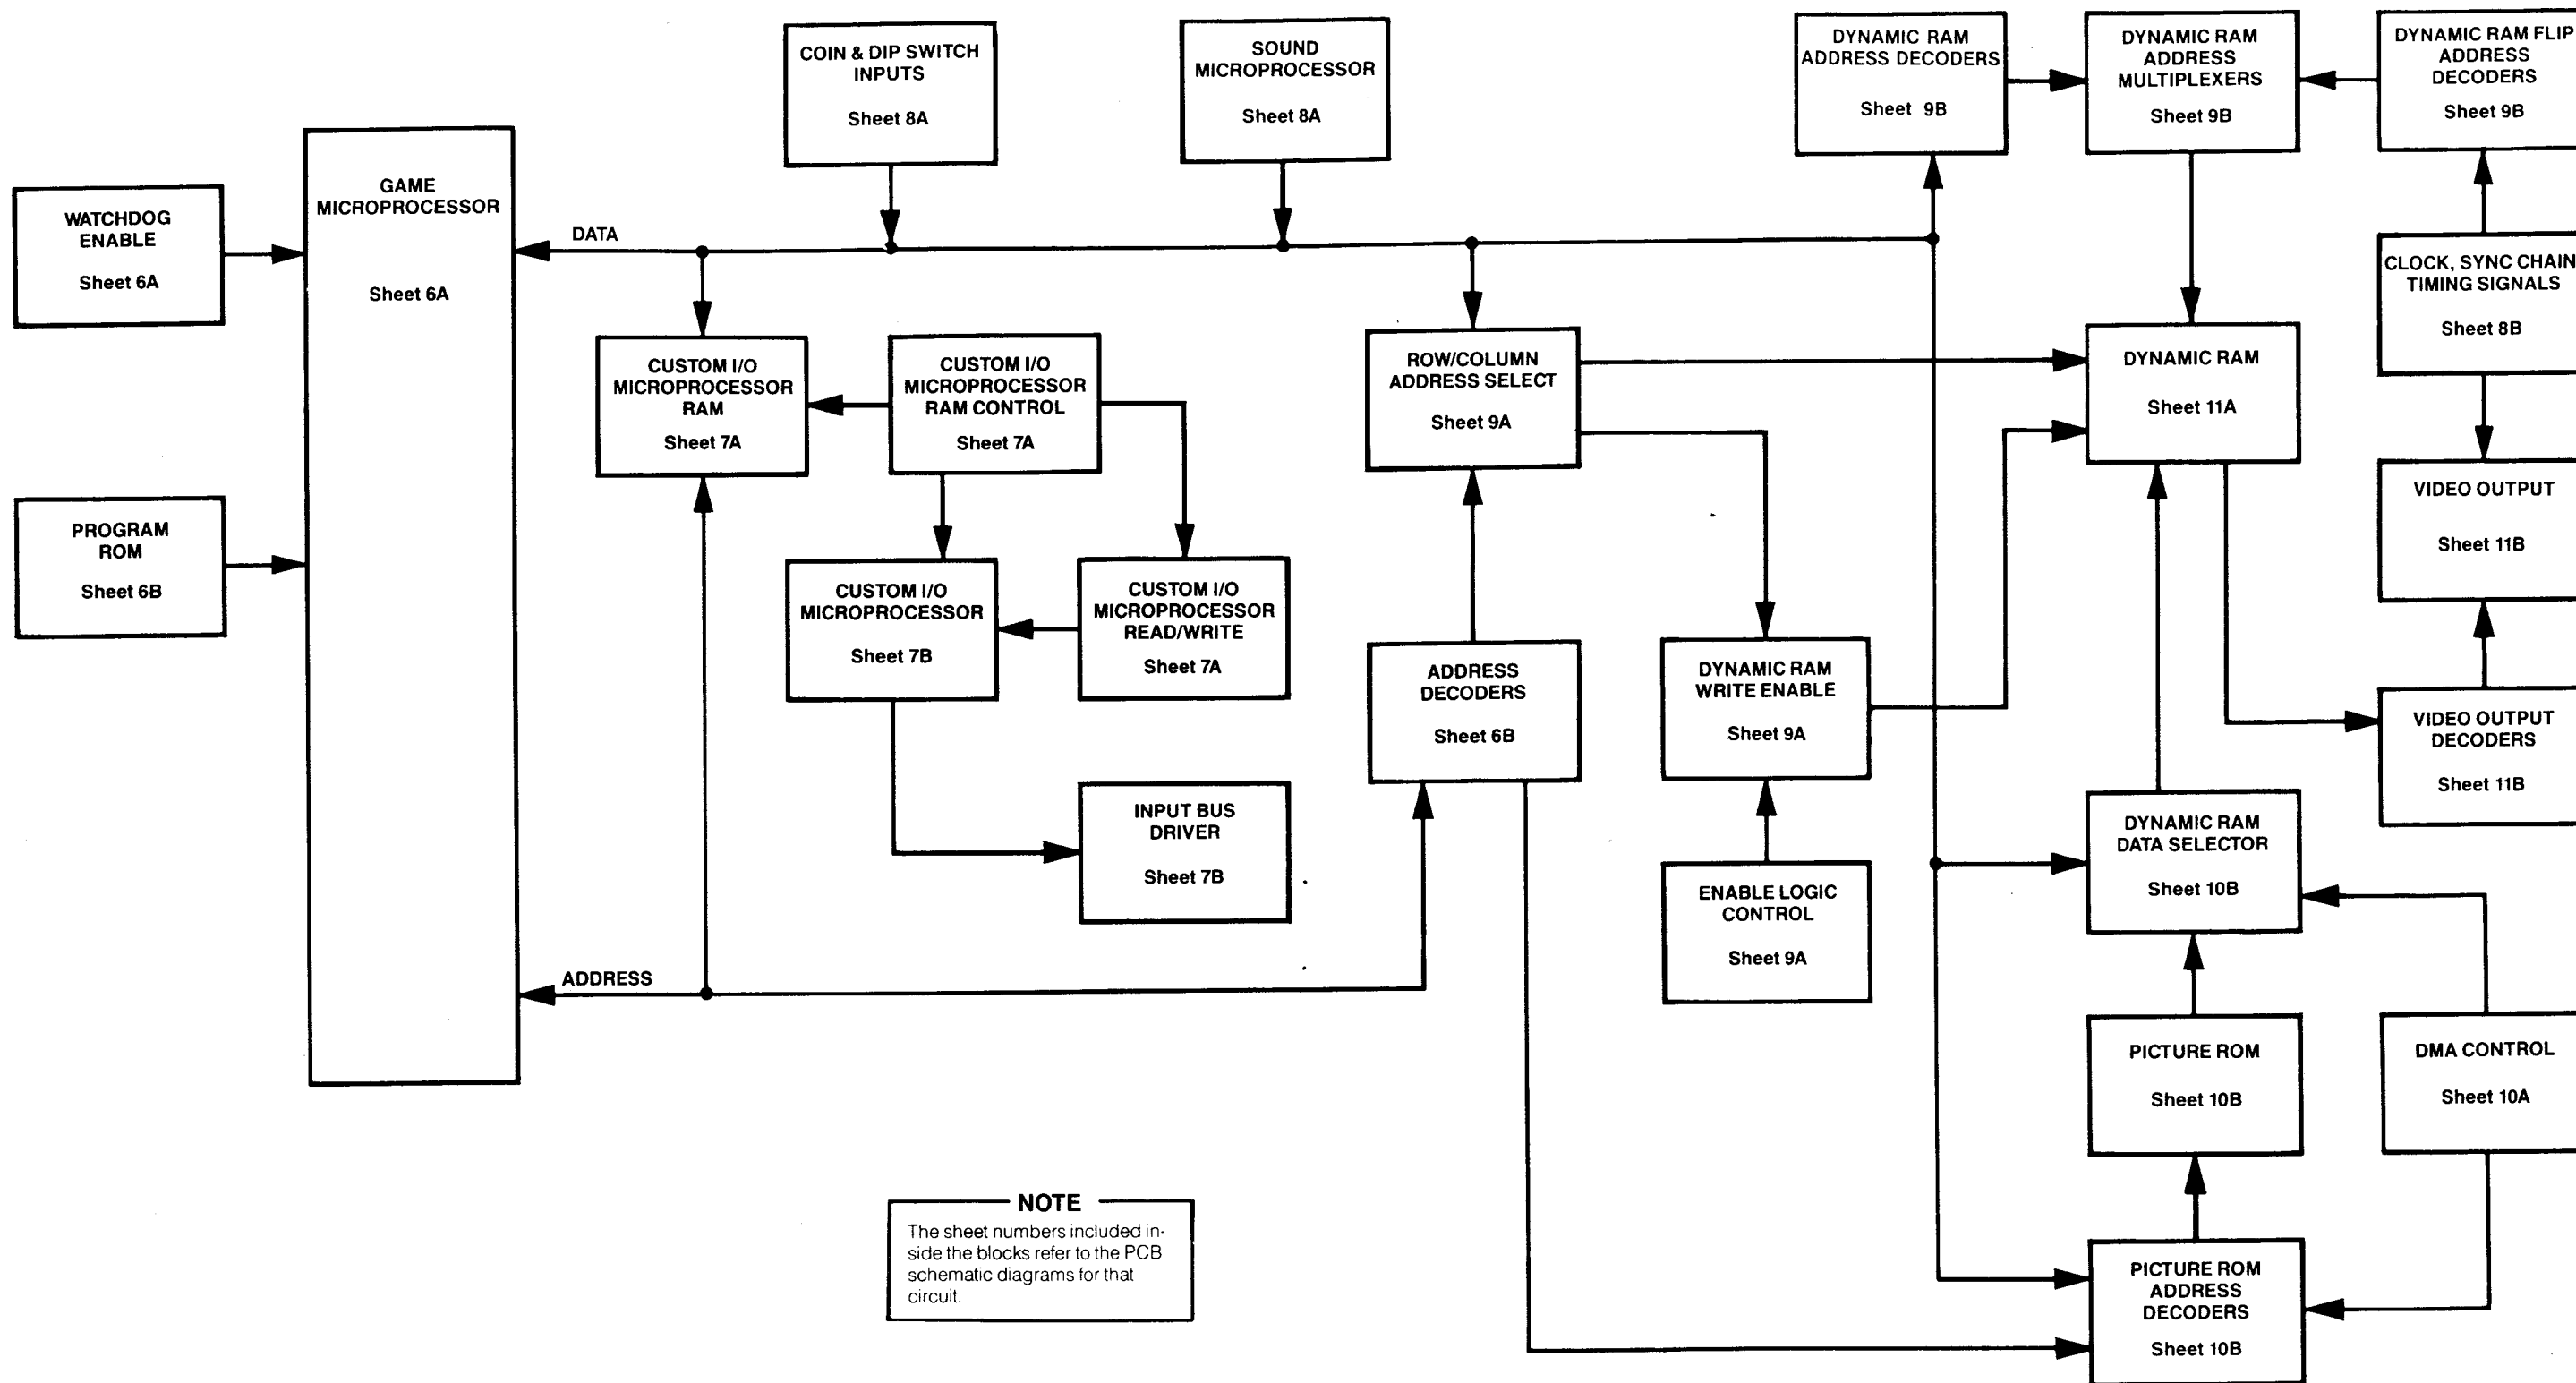 COIN & DIP SWITCH
INPUTS
Sheet 8A
SOUND
MICROPROCESSOR
Sheet 8A
DYNAMIC RAM
ADDRESS DECODERS
Sheet 9B
DYNAMIC RAM
ADDRESS
MULTIPLEXERS
Sheet 9B
DYNAMIC RAM FLIP
ADDRESS
DECODERS
Sheet 9B
WATCHDOG
ENABLE
Sheet 6A
GAME
MICROPROCESSOR
Sheet 6A
DATA
CLOCK, SYNC CHAIN
TIMING SIGNALS
Sheet 8B
PROGRAM
ROM
Sheet 6B
CUSTOM I/O
MICROPROCESSOR
RAM
Sheet 7A
CUSTOM I/O
MICROPROCESSOR
RAM CONTROL
Sheet 7A
ROW/COLUMN
ADDRESS SELECT
Sheet 9A
DYNAMIC RAM
Sheet 11A
VIDEO OUTPUT
Sheet 11B
CUSTOM I/O
MICROPROCESSOR
Sheet 7B
CUSTOM I/O
MICROPROCESSOR
READ/WRITE
Sheet 7A
ADDRESS
DECODERS
Sheet 6B
DYNAMIC RAM
WRITE ENABLE
Sheet 9A
VIDEO OUTPUT
DECODERS
Sheet 11B
INPUT BUS
DRIVER
Sheet 7B
DYNAMIC RAM
DATA SELECTOR
Sheet 10B
ENABLE LOGIC
CONTROL
Sheet 9A
ADDRESS
PICTURE ROM
Sheet 10B
DMA CONTROL
Sheet 10A
NOTE
The sheet numbers included in-
side the blocks refer to the PCB
schematic diagrams for that
circuit.
PICTURE ROM
ADDRESS
DECODERS
Sheet 10B